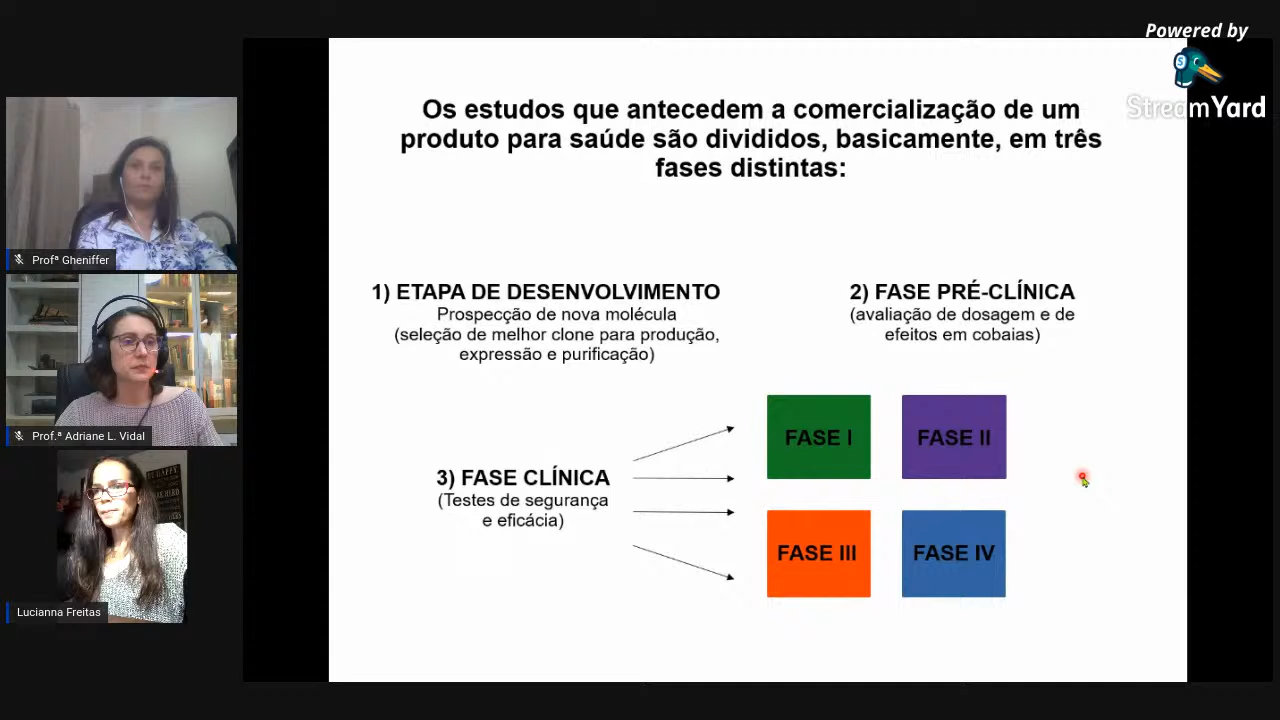 Powered by
StreamYard
Os estudos que antecedem a comercialização de um
produto para saúde são divididos, basicamente, em três
fases distintas:
1) ETAPA DE DESENVOLVIMENTO
Prospecção de nova molécula
(seleção de melhor clone para produção,
expressão e purificação)
2) FASE PRÉ-CLÍNICA
(avaliação de dosagem e de
efeitos em cobaias)
3) FASE CLÍNICA
(Testes de segurança
e eficácia)
FASE I
FASE II
FASE III
FASE IV
Profª Gheniffer
Prof.ª Adriane L. Vidal
Lucianna Freitas